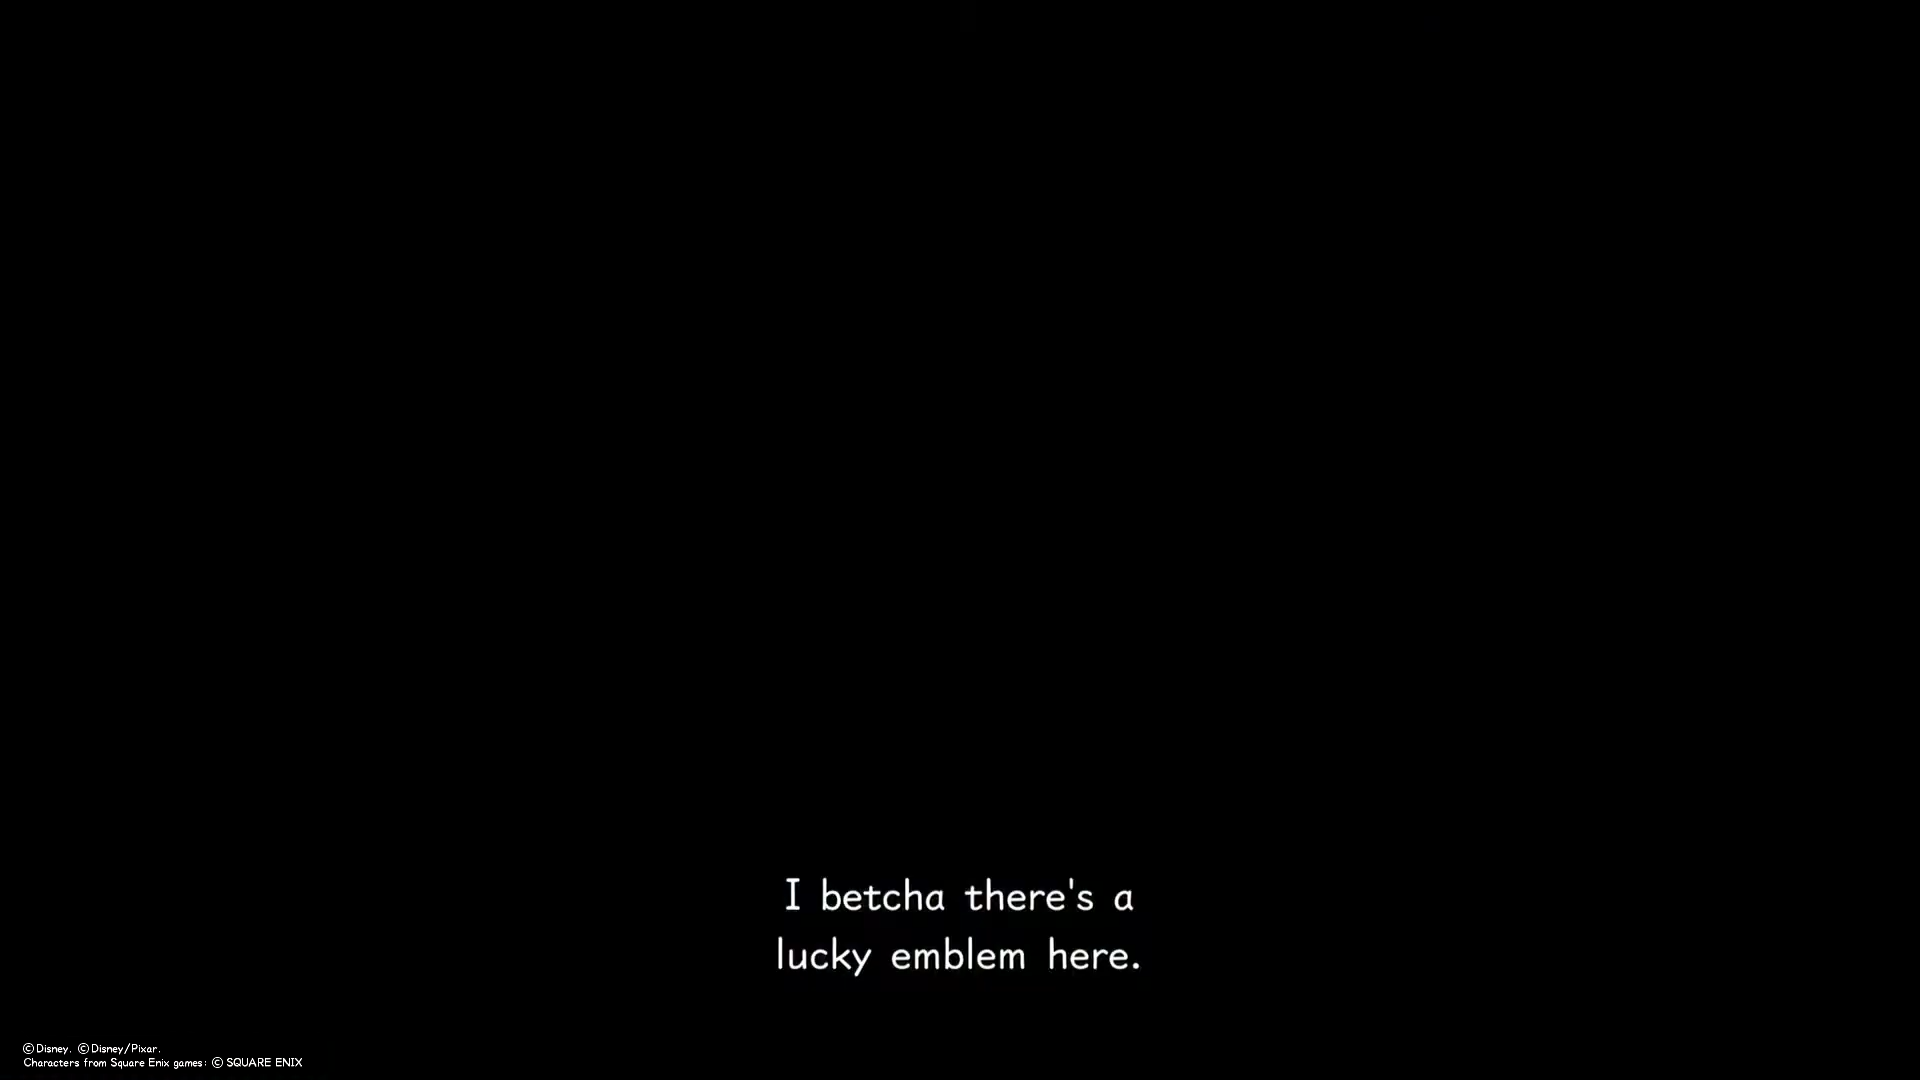 I betcha there's a
lucky emblem here.
©Disney. ©Disney/Pixar.
Characters from Square Enix games: © SQUARE ENIX